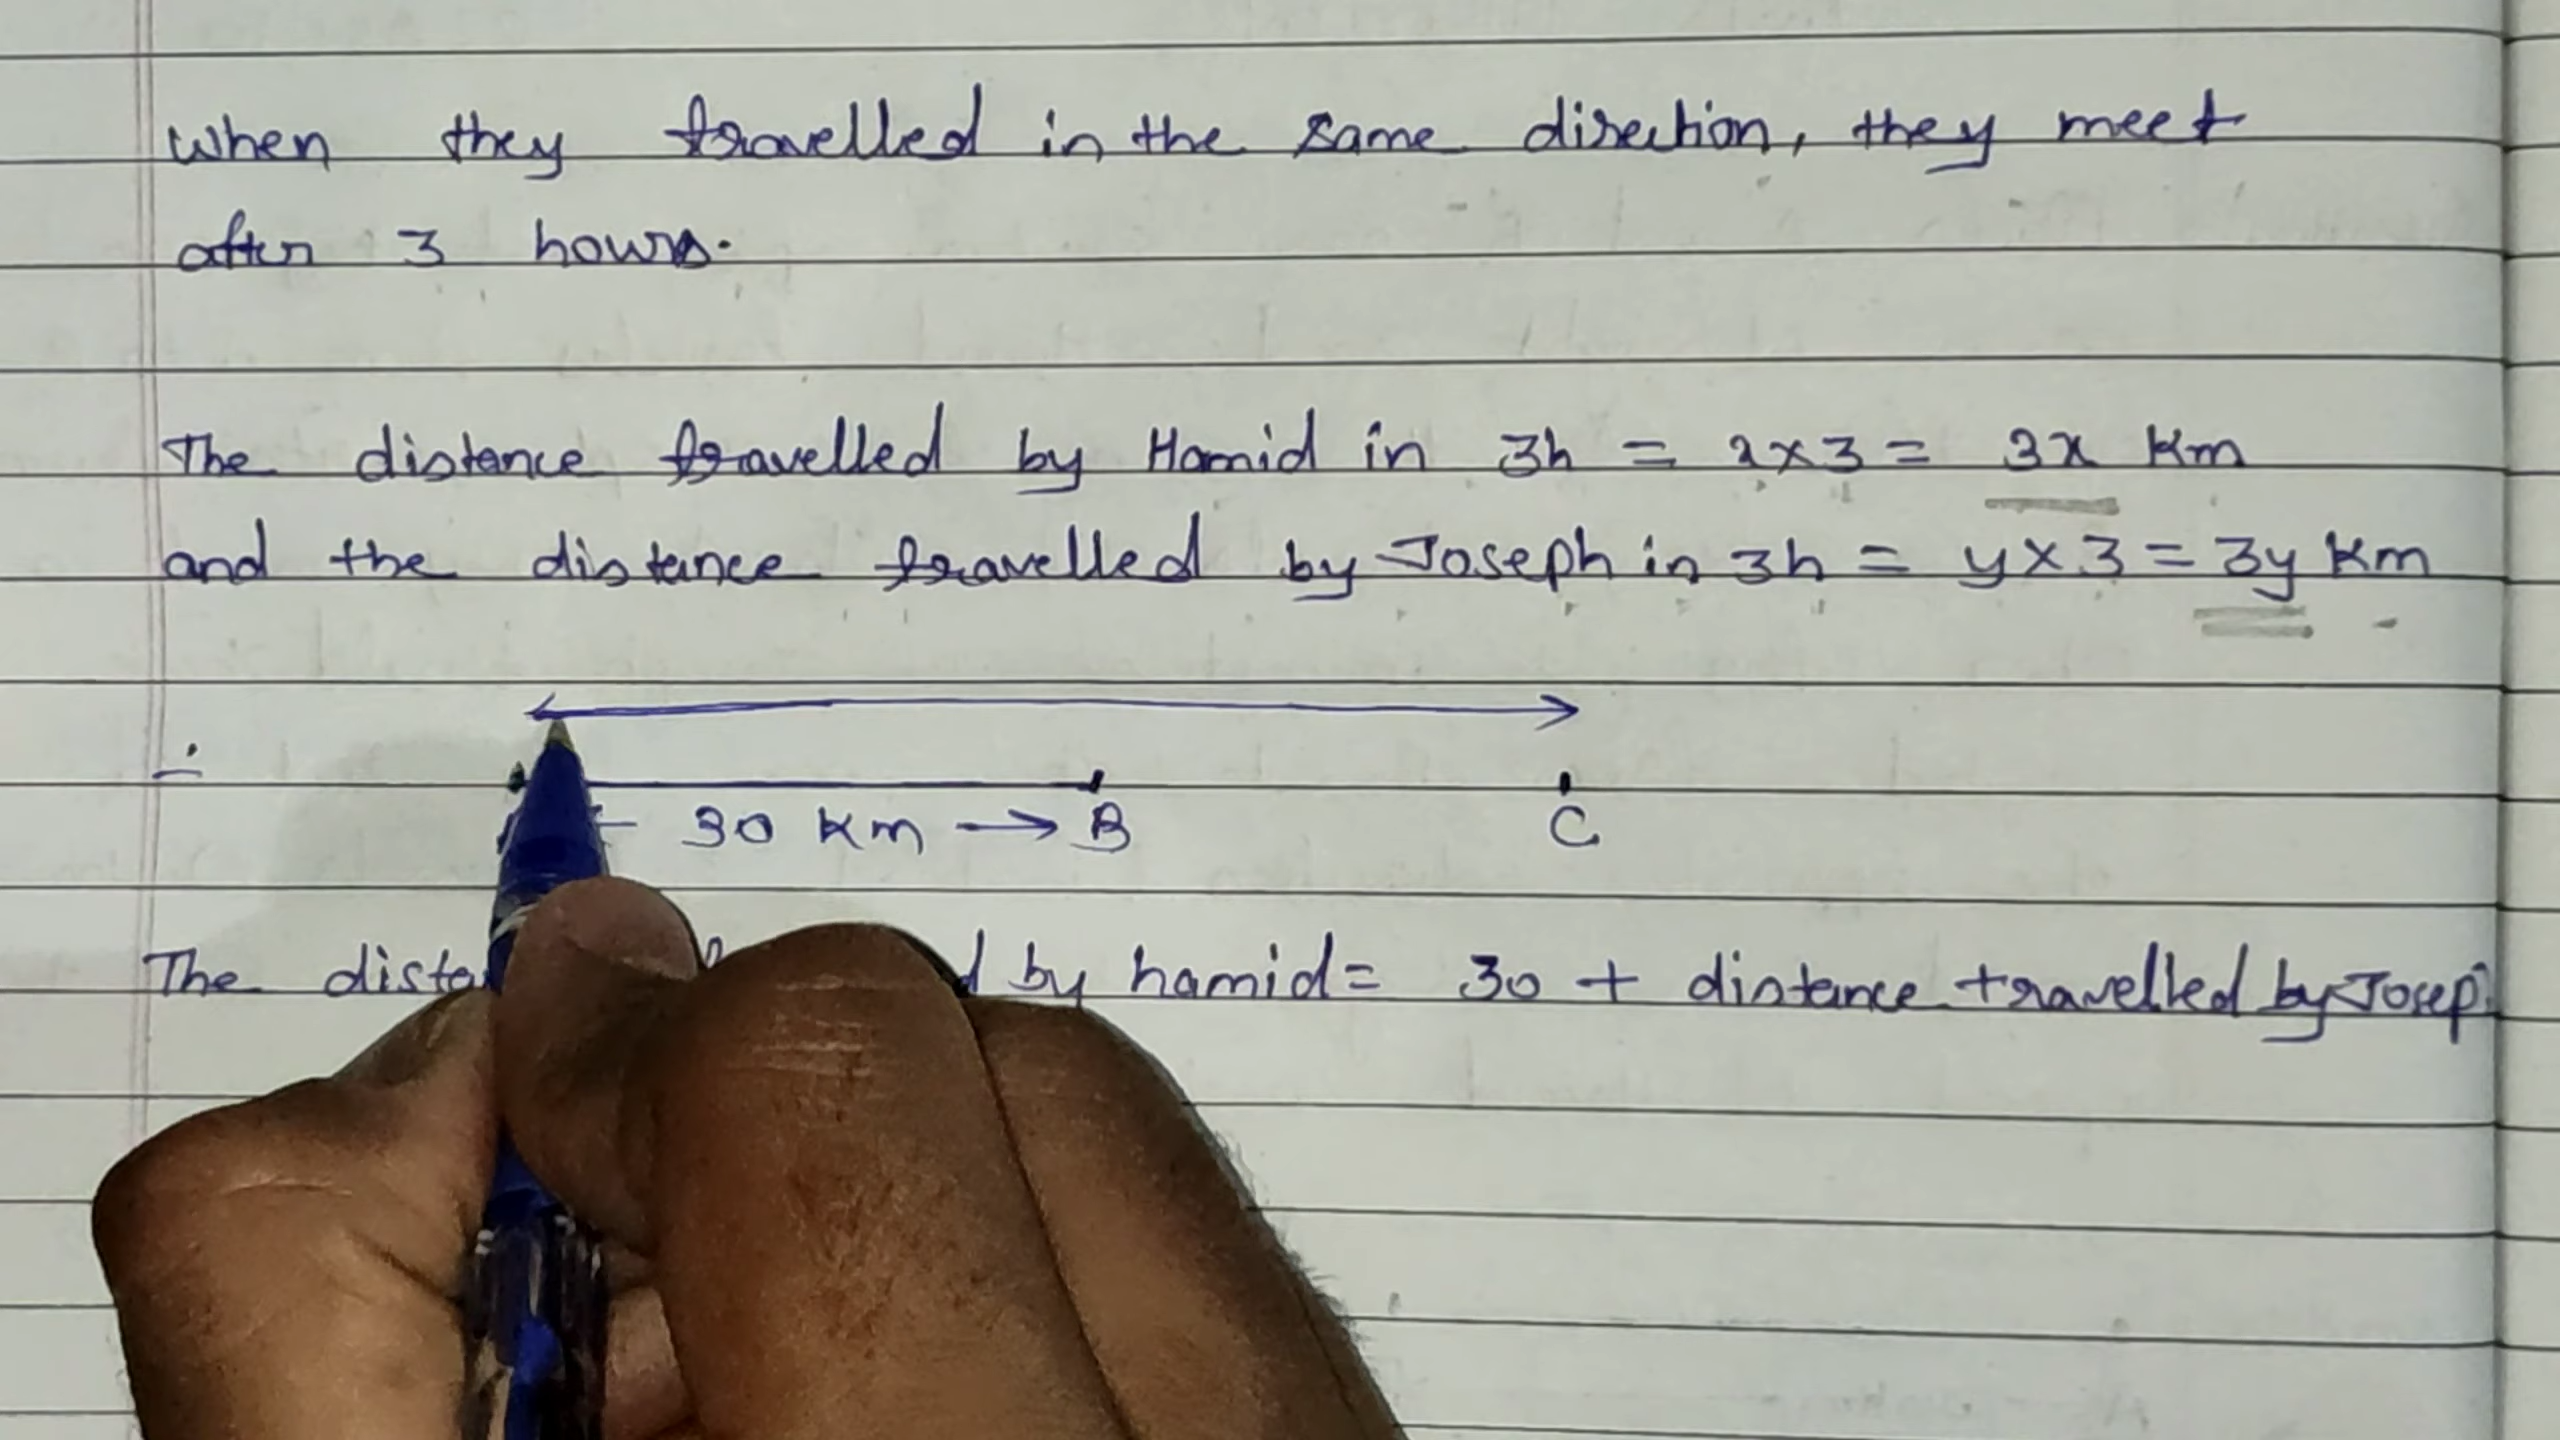 When they travelled in the same direction, they meet
after 3 hours.
The distance travelled by Hamid in 3h = x×3 = 3x Km
and the distance travelled by Joseph in 3h = y×3 = 3y Km
30 Km → B C
The by hamid = 30 + distance travelled by